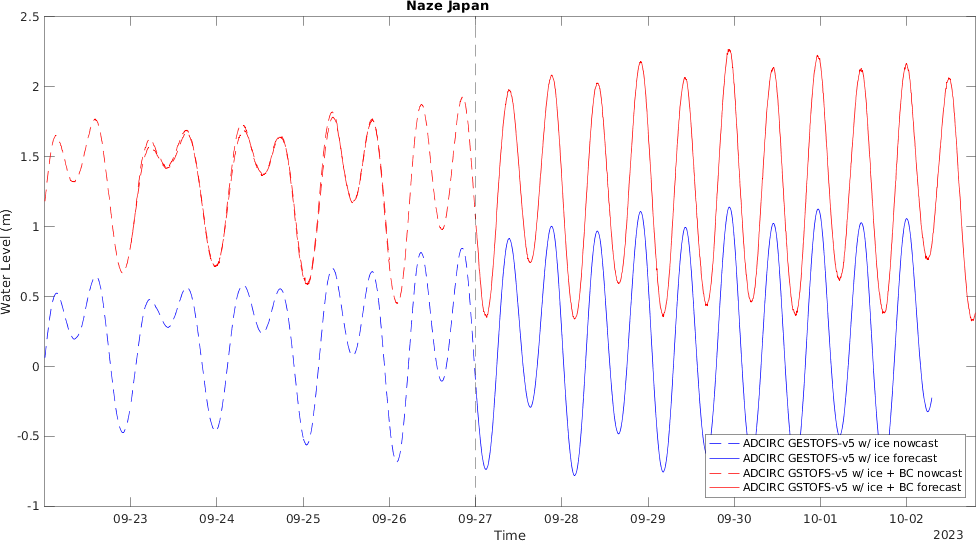 Naze Japan
2.5
2
1.5
1
0.5
0
-0.5
-1
Water Level (m)
ADCIRC GESTOFS-v5 w/ ice nowcast
ADCIRC GESTOFS-v5 w/ ice forecast
ADCIRC GSTOFS-v5 w/ ice + BC nowcast
ADCIRC GSTOFS-v5 w/ ice + BC forecast
09-23 09-24 09-25 09-26 09-27 09-28 09-29 09-30 10-01 10-02
Time
2023